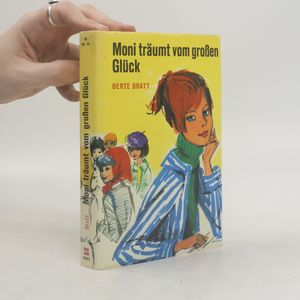 Moni träumt vom großen
Glück
BERTE BRATT
Bratt Moni träumt vom großen Glück